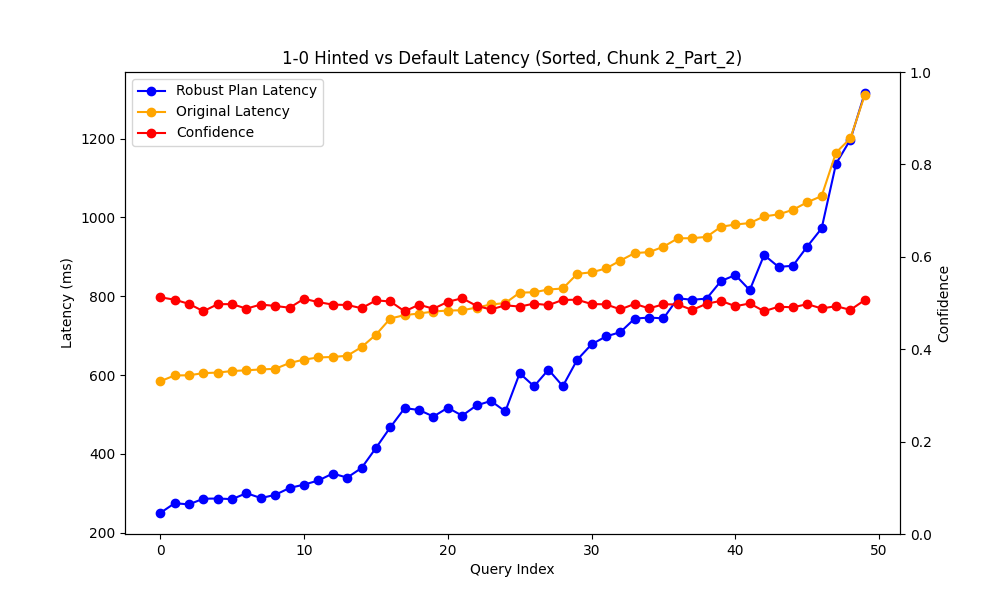 1-0 Hinted vs Default Latency (Sorted, Chunk 2_Part_2)
Robust Plan Latency
Original Latency
Confidence
Latency (ms)
1200
1000
800
600
400
200
0 10 20 30 40 50
Query Index
1.0
0.8
0.6
0.4
0.2
0.0
Confidence